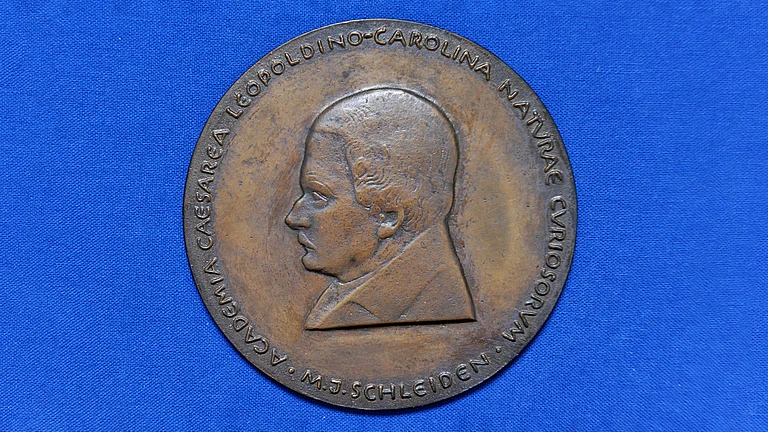 ACADEMIA CAESAREA LEOPOLDINO-CAROLINA NATVRAE CVRIOSORVM ·
M.J.SCHLEIDEN ·